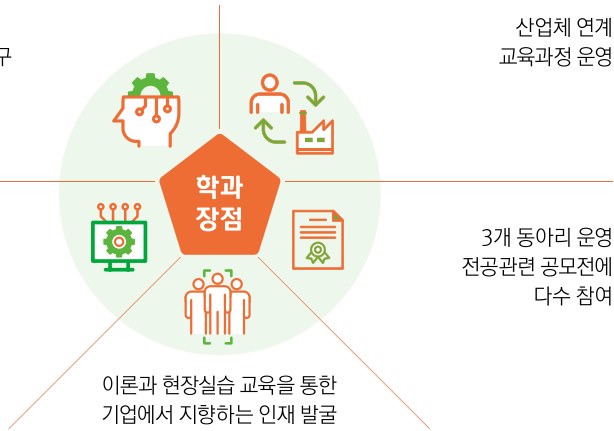 구
산업체 연계
교육과정 운영
학과
장점
3개 동아리 운영
전공관련 공모전에
다수 참여
이론과 현장실습 교육을 통한
기업에서 지향하는 인재 발굴